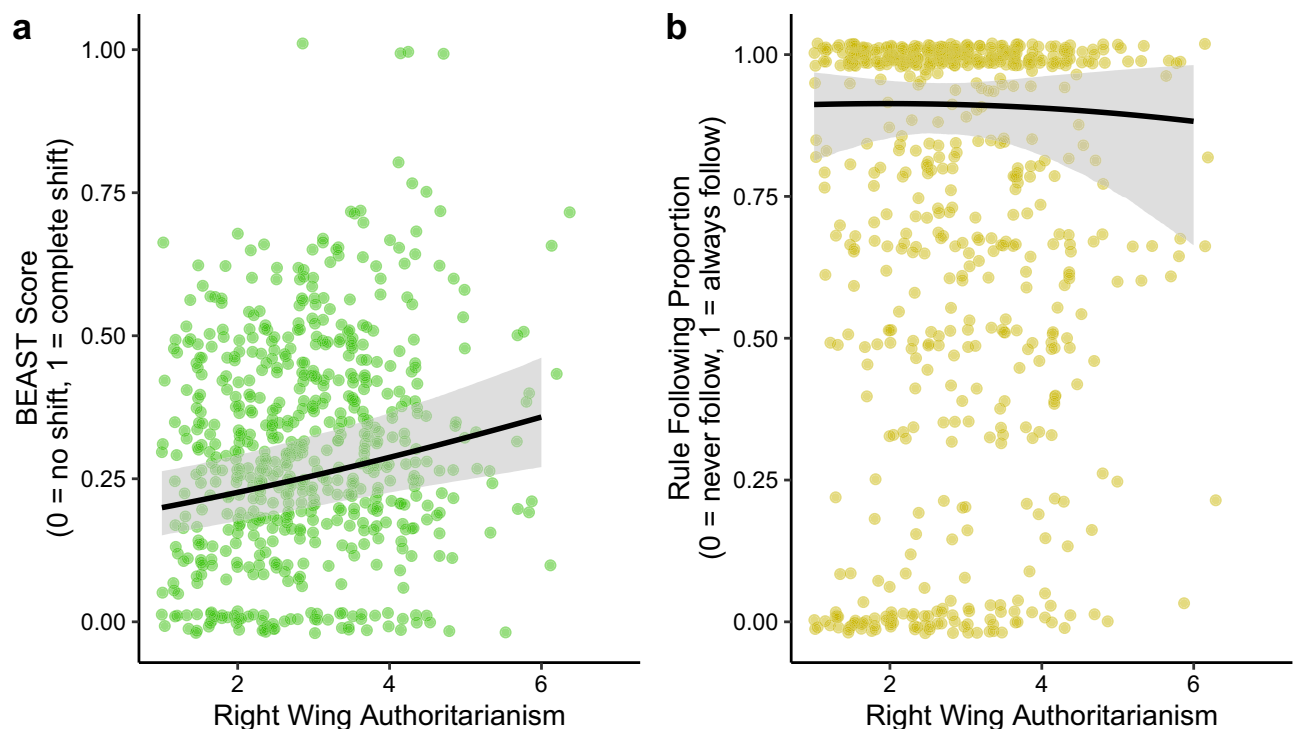 a
BEAST Score
(0 = no shift, 1 = complete shift)
1.00
0.75
0.50
0.25
0.00
2
4
6
Right Wing Authoritarianism
b
Rule Following Proportion
(0 = never follow, 1 = always follow)
1.00
0.75
0.50
0.25
0.00
2
4
6
Right Wing Authoritarianism